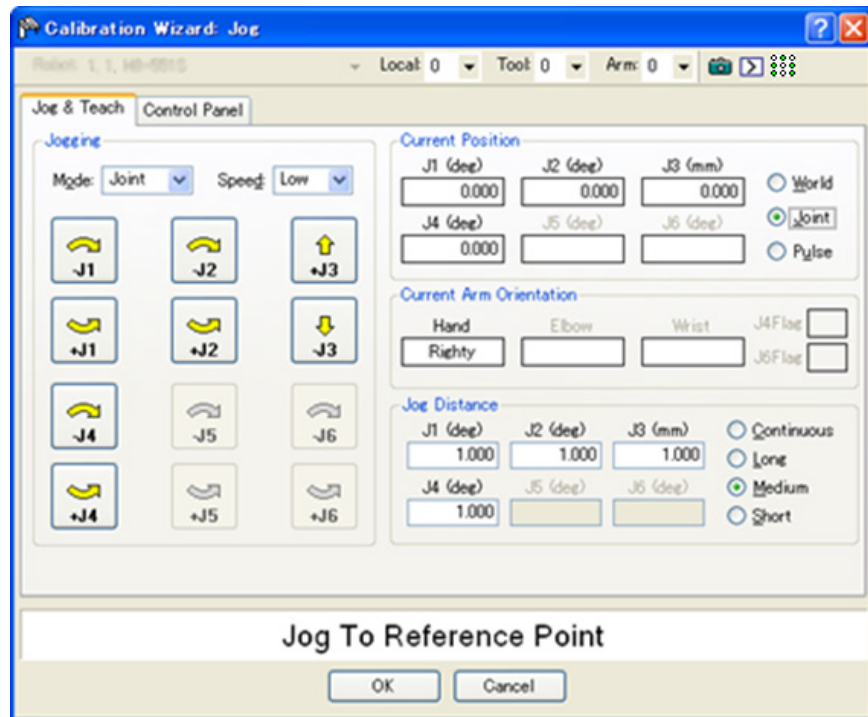 Calibration Wizard: Jog
Robot: 1, 1, H8-551S Local: 0 Tool: 0 Arm: 0
Jog & Teach Control Panel
Jogging
Mode: Joint Speed: Low
-J1 -J2 +J3
+J1 +J2 -J3
-J4 -J5 -J6
+J4 +J5 +J6
Current Position
J1 (deg) J2 (deg) J3 (mm)
0.000 0.000 0.000 World
J4 (deg) J5 (deg) J6 (deg) Joint
0.000 Pulse
Current Arm Orientation
Hand Elbow Wrist J4Flag
Righty J6Flag
Jog Distance
J1 (deg) J2 (deg) J3 (mm) Continuous
1.000 1.000 1.000 Long
J4 (deg) J5 (deg) J6 (deg) Medium
1.000 Short
Jog To Reference Point
OK Cancel